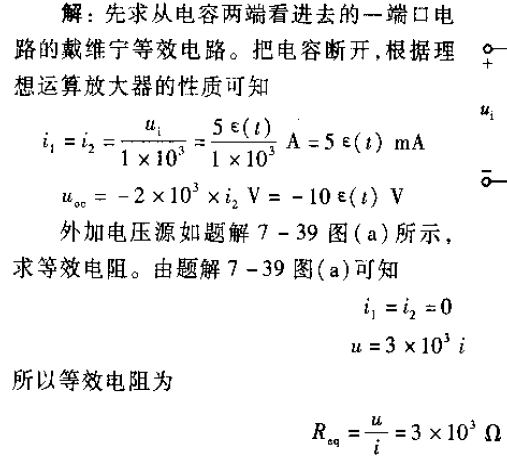 解：先求从电容两端看进去的一端口电
路的戴维宁等效电路。把电容断开,根据理
想运算放大器的性质可知
i₁ = i₂ = uᵢ / (1 × 10³) = 5 ε(t) / (1 × 10³) A = 5 ε(t) mA
u_oc = − 2 × 10³ × i₂ V = − 10 ε(t) V
外加电压源如题解 7 − 39 图(a)所示,
求等效电阻。由题解 7 − 39 图(a)可知
i₁ = i₂ = 0
u = 3 × 10³ i
所以等效电阻为
R_eq = u / i = 3 × 10³ Ω
+
uᵢ
−